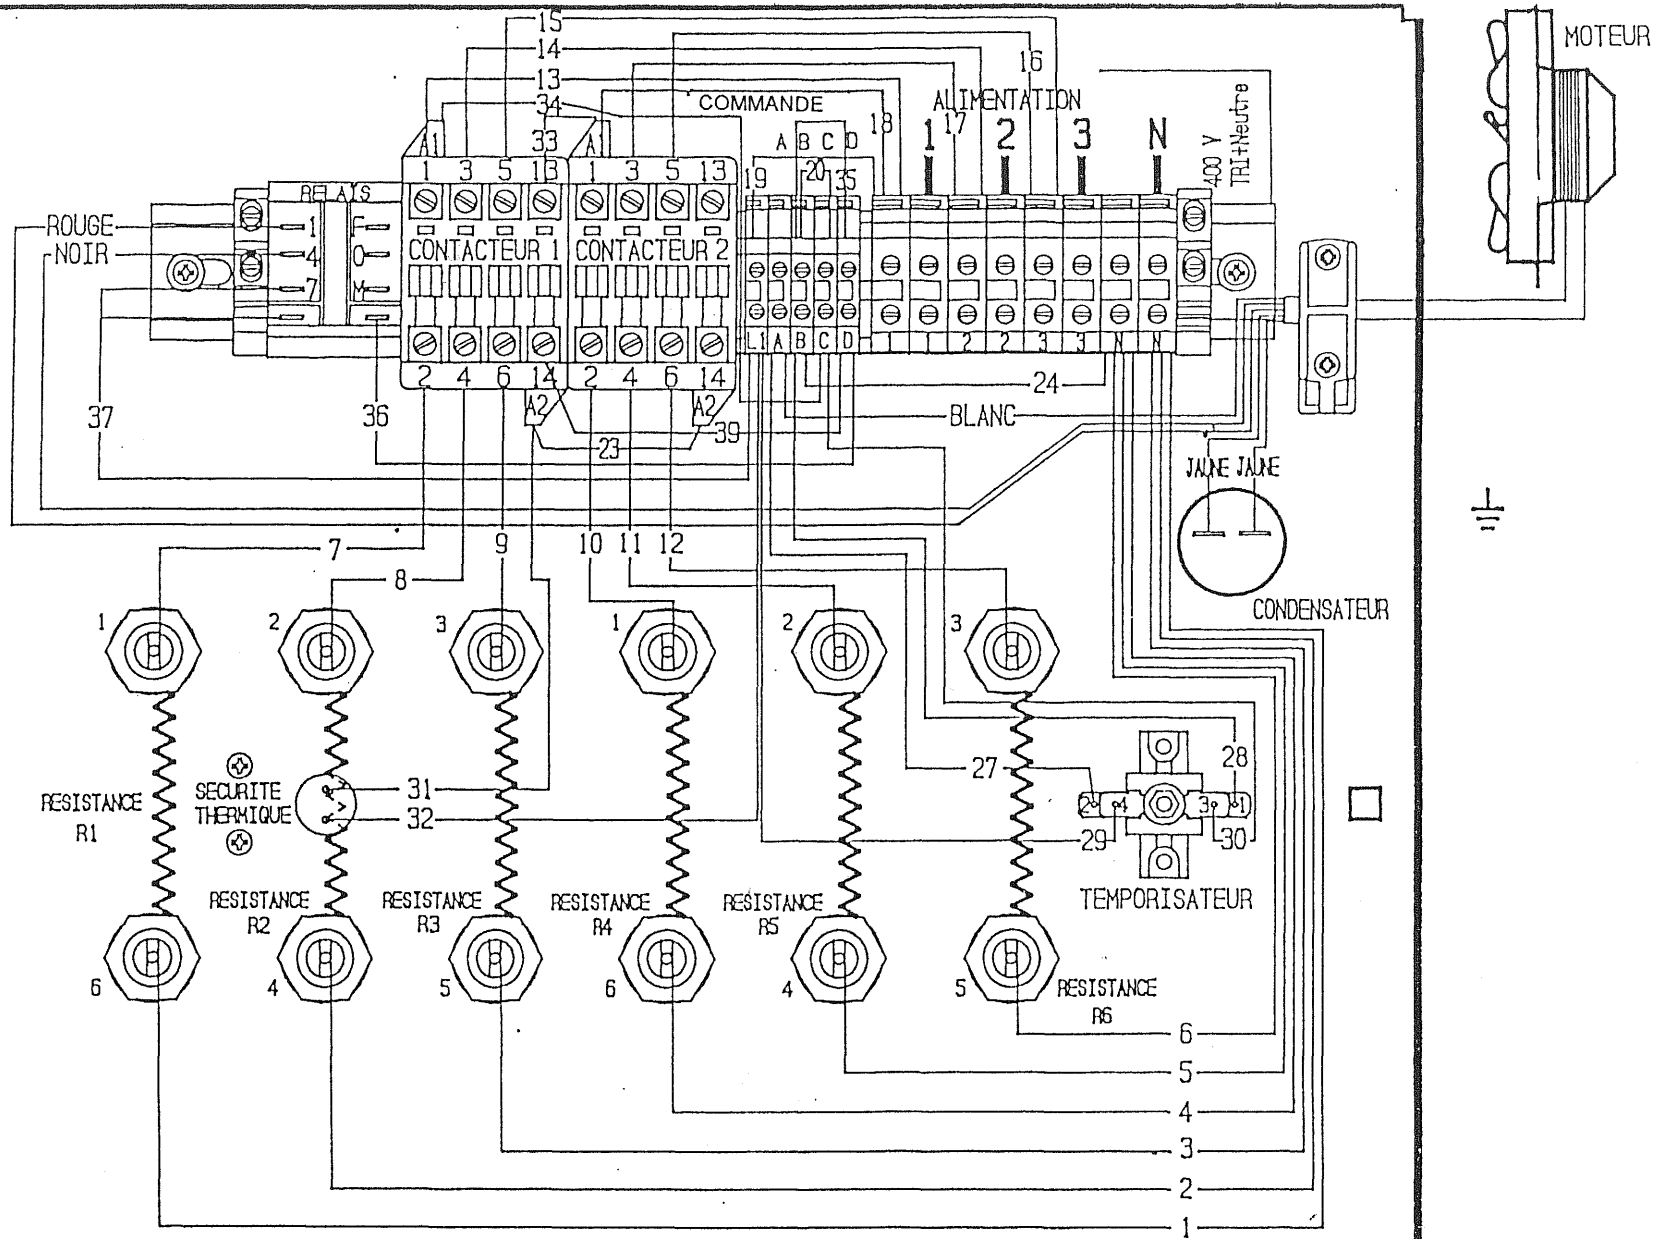 15
MOTEUR
14
16
13
34 COMMANDE ALIMENTATION
18 1 17 2 3 N
400 V
TRI+Neutre
A1 33 A1 A B C D
1 3 5 13 1 3 5 13 19 20 35
RELAYS
ROUGE 1 F
NOIR 4 O CONTACTEUR 1 CONTACTEUR 2
7 M
L1 A B C D 1 1 2 2 3 3 N N
2 4 6 14 2 4 6 14 24
A2 A2
37 36 39 BLANC
23
JAUNE JAUNE
7 9 10 11 12
8
CONDENSATEUR
1 2 3 1 2 3
28
27
SECURITE
THERMIQUE
31
32
RESISTANCE
R1
2 4 3 1
29 30
TEMPORISATEUR
RESISTANCE
R2
RESISTANCE
R3
RESISTANCE
R4
RESISTANCE
R5
6 4 5 6 4 5
RESISTANCE
R6
6
5
4
3
2
1